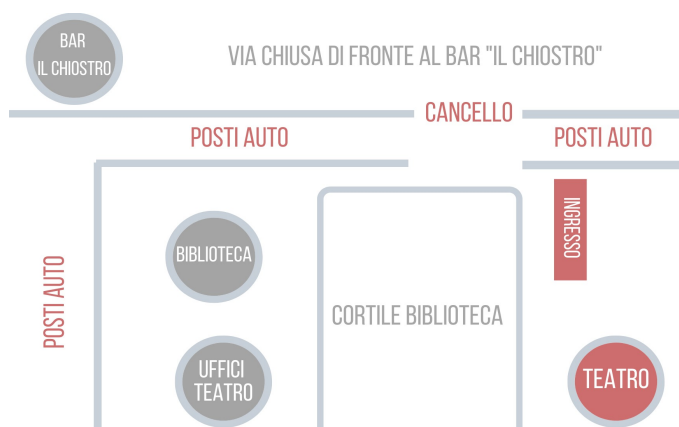 BAR
IL CHIOSTRO
VIA CHIUSA DI FRONTE AL BAR "IL CHIOSTRO"
CANCELLO
POSTI AUTO
POSTI AUTO
INGRESSO
BIBLIOTECA
POSTI AUTO
CORTILE BIBLIOTECA
UFFICI
TEATRO
TEATRO